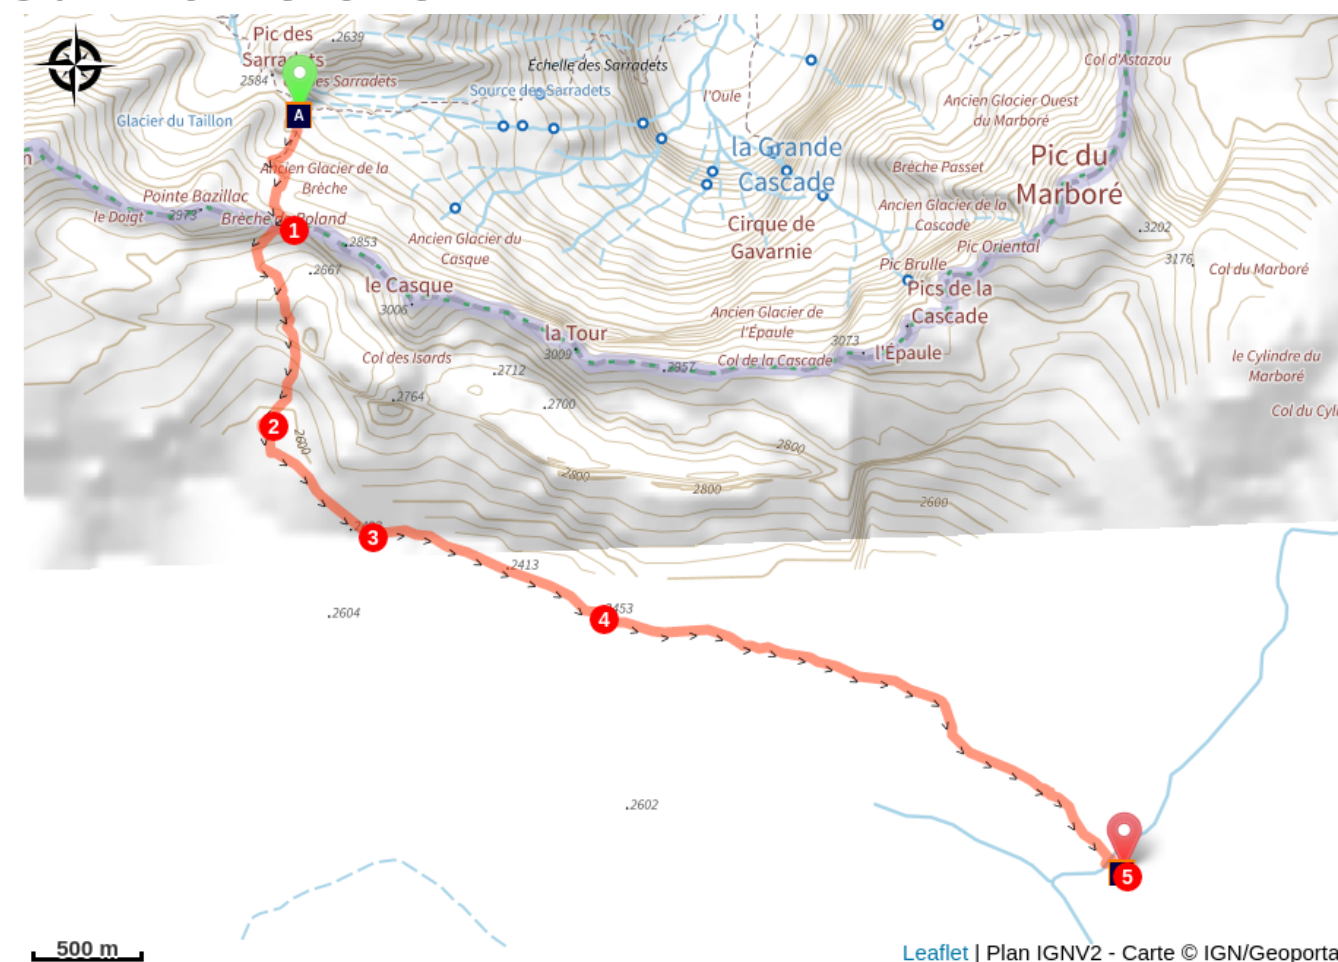 Pic des
Sarradets
.2639
2584
es Sarradets
Échelle des Sarradets
Source des Sarradets
l'Oule
Col d'Astazou
A
Glacier du Taillon
Ancien Glacier Ouest
du Marboré
la Grande
Cascade
Brèche Passet
Pic du
Marboré
n
Ancien Glacier de la
Brèche
Pointe Bazillac
le Doigt
2973
Brèche de Roland
1
.2853
Ancien Glacier du
Casque
Cirque de
Gavarnie
Ancien Glacier de la
Cascade
Pic Oriental
.3202
3176
Col du Marboré
.2667
le Casque
3006
Pic Brulle
Pics de la
Cascade
Ancien Glacier de
l'Épaule
la Tour
3009
3073
l'Épaule
Col de la Cascade
.2957
Col des Isards
.2712
le Cylindre du
Marboré
.2764
.2700
Col du Cyl
2
2600
2800
2800
2800
2600
3
.2413
4
2453
.2604
.2602
5
500 m
Leaflet | Plan IGNV2 - Carte © IGN/Geoporta